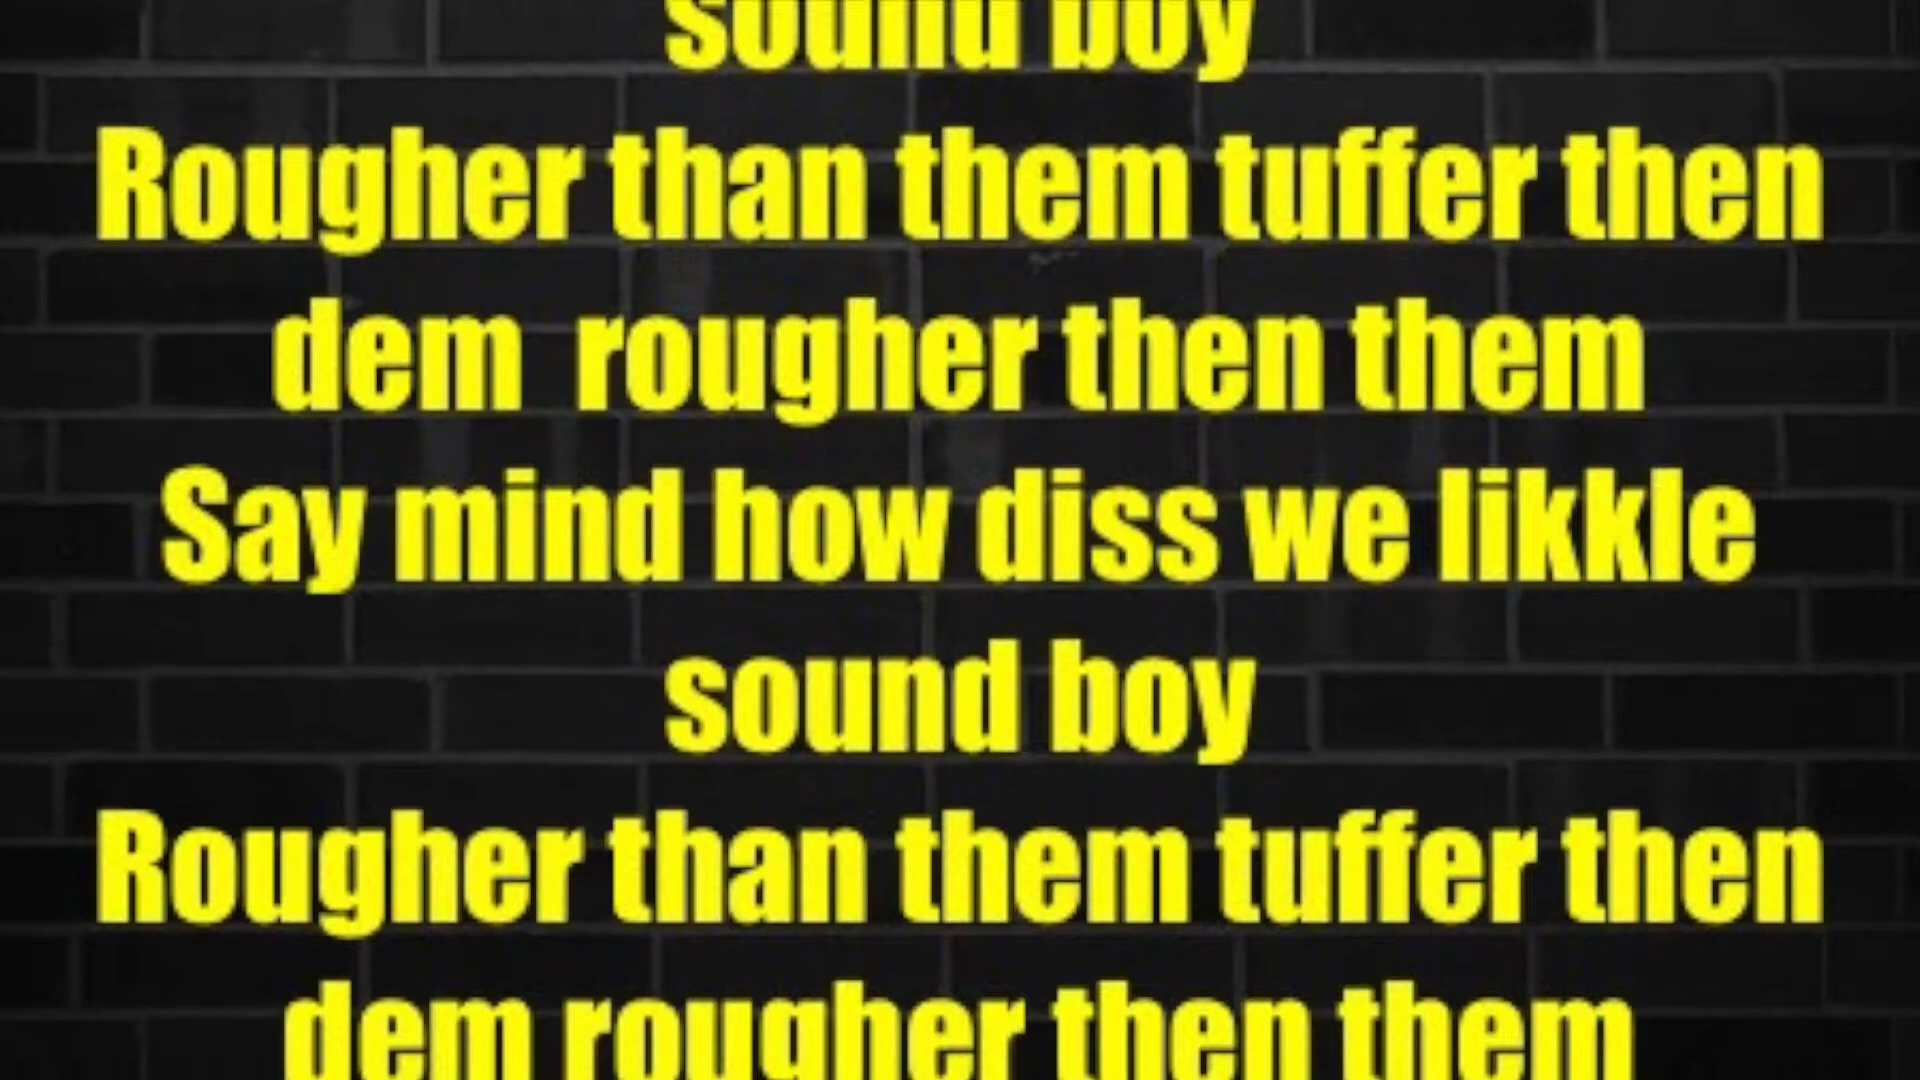 sound boy
Rougher than them tuffer then
dem  rougher then them
Say mind how diss we likkle
sound boy
Rougher than them tuffer then
dem rougher then them